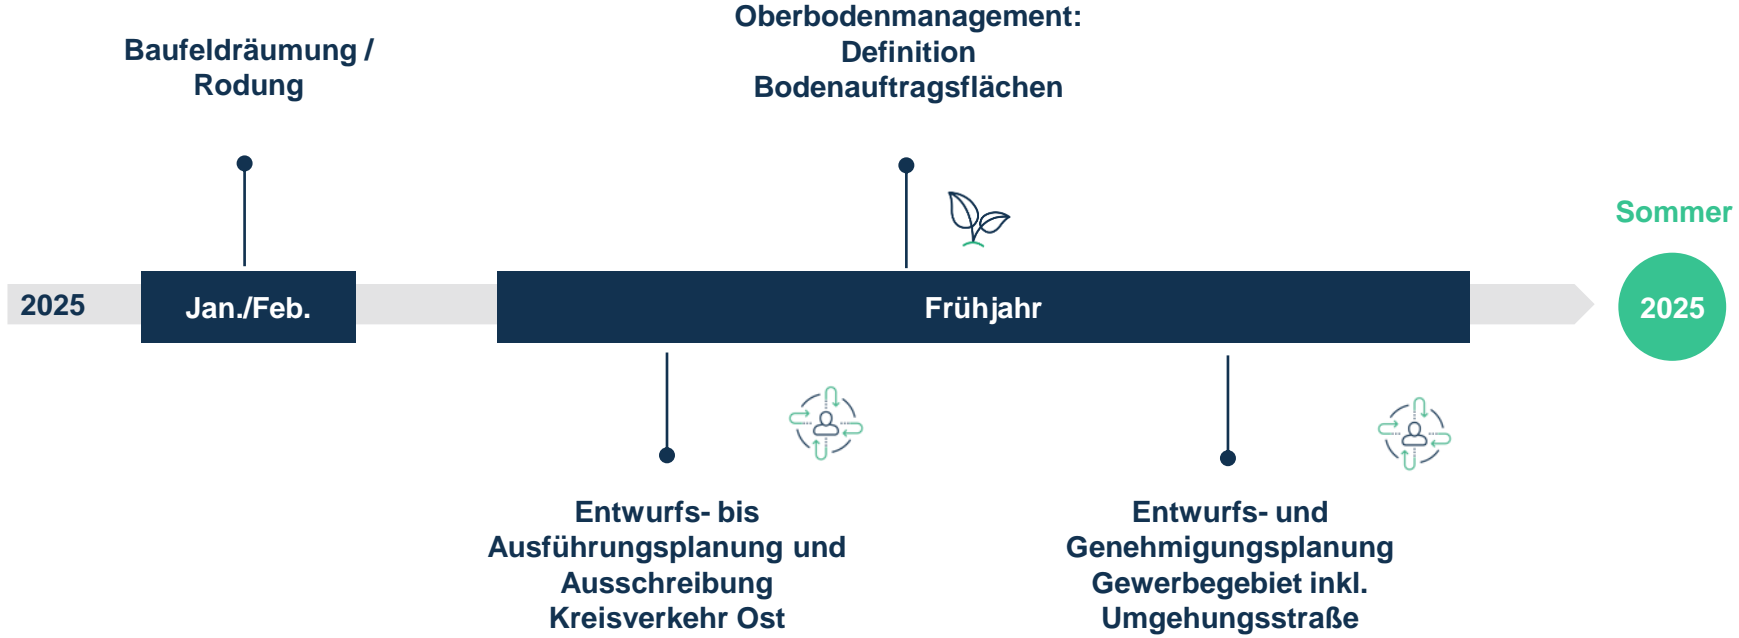 Baufeldräumung /
Rodung
Oberbodenmanagement:
Definition
Bodenauftragsflächen
Sommer
2025
Jan./Feb.
Frühjahr
2025
Entwurfs- bis
Ausführungsplanung und
Ausschreibung
Kreisverkehr Ost
Entwurfs- und
Genehmigungsplanung
Gewerbegebiet inkl.
Umgehungsstraße